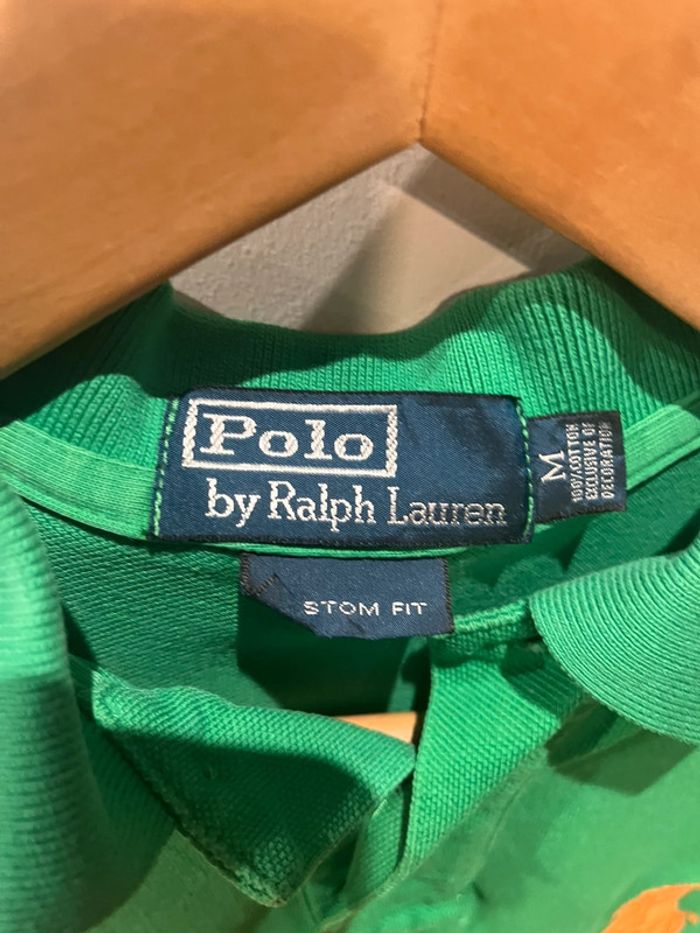 Polo
by Ralph Lauren
M
100% COTTON
EXCLUSIVE OF
DECORATION
STOM FIT